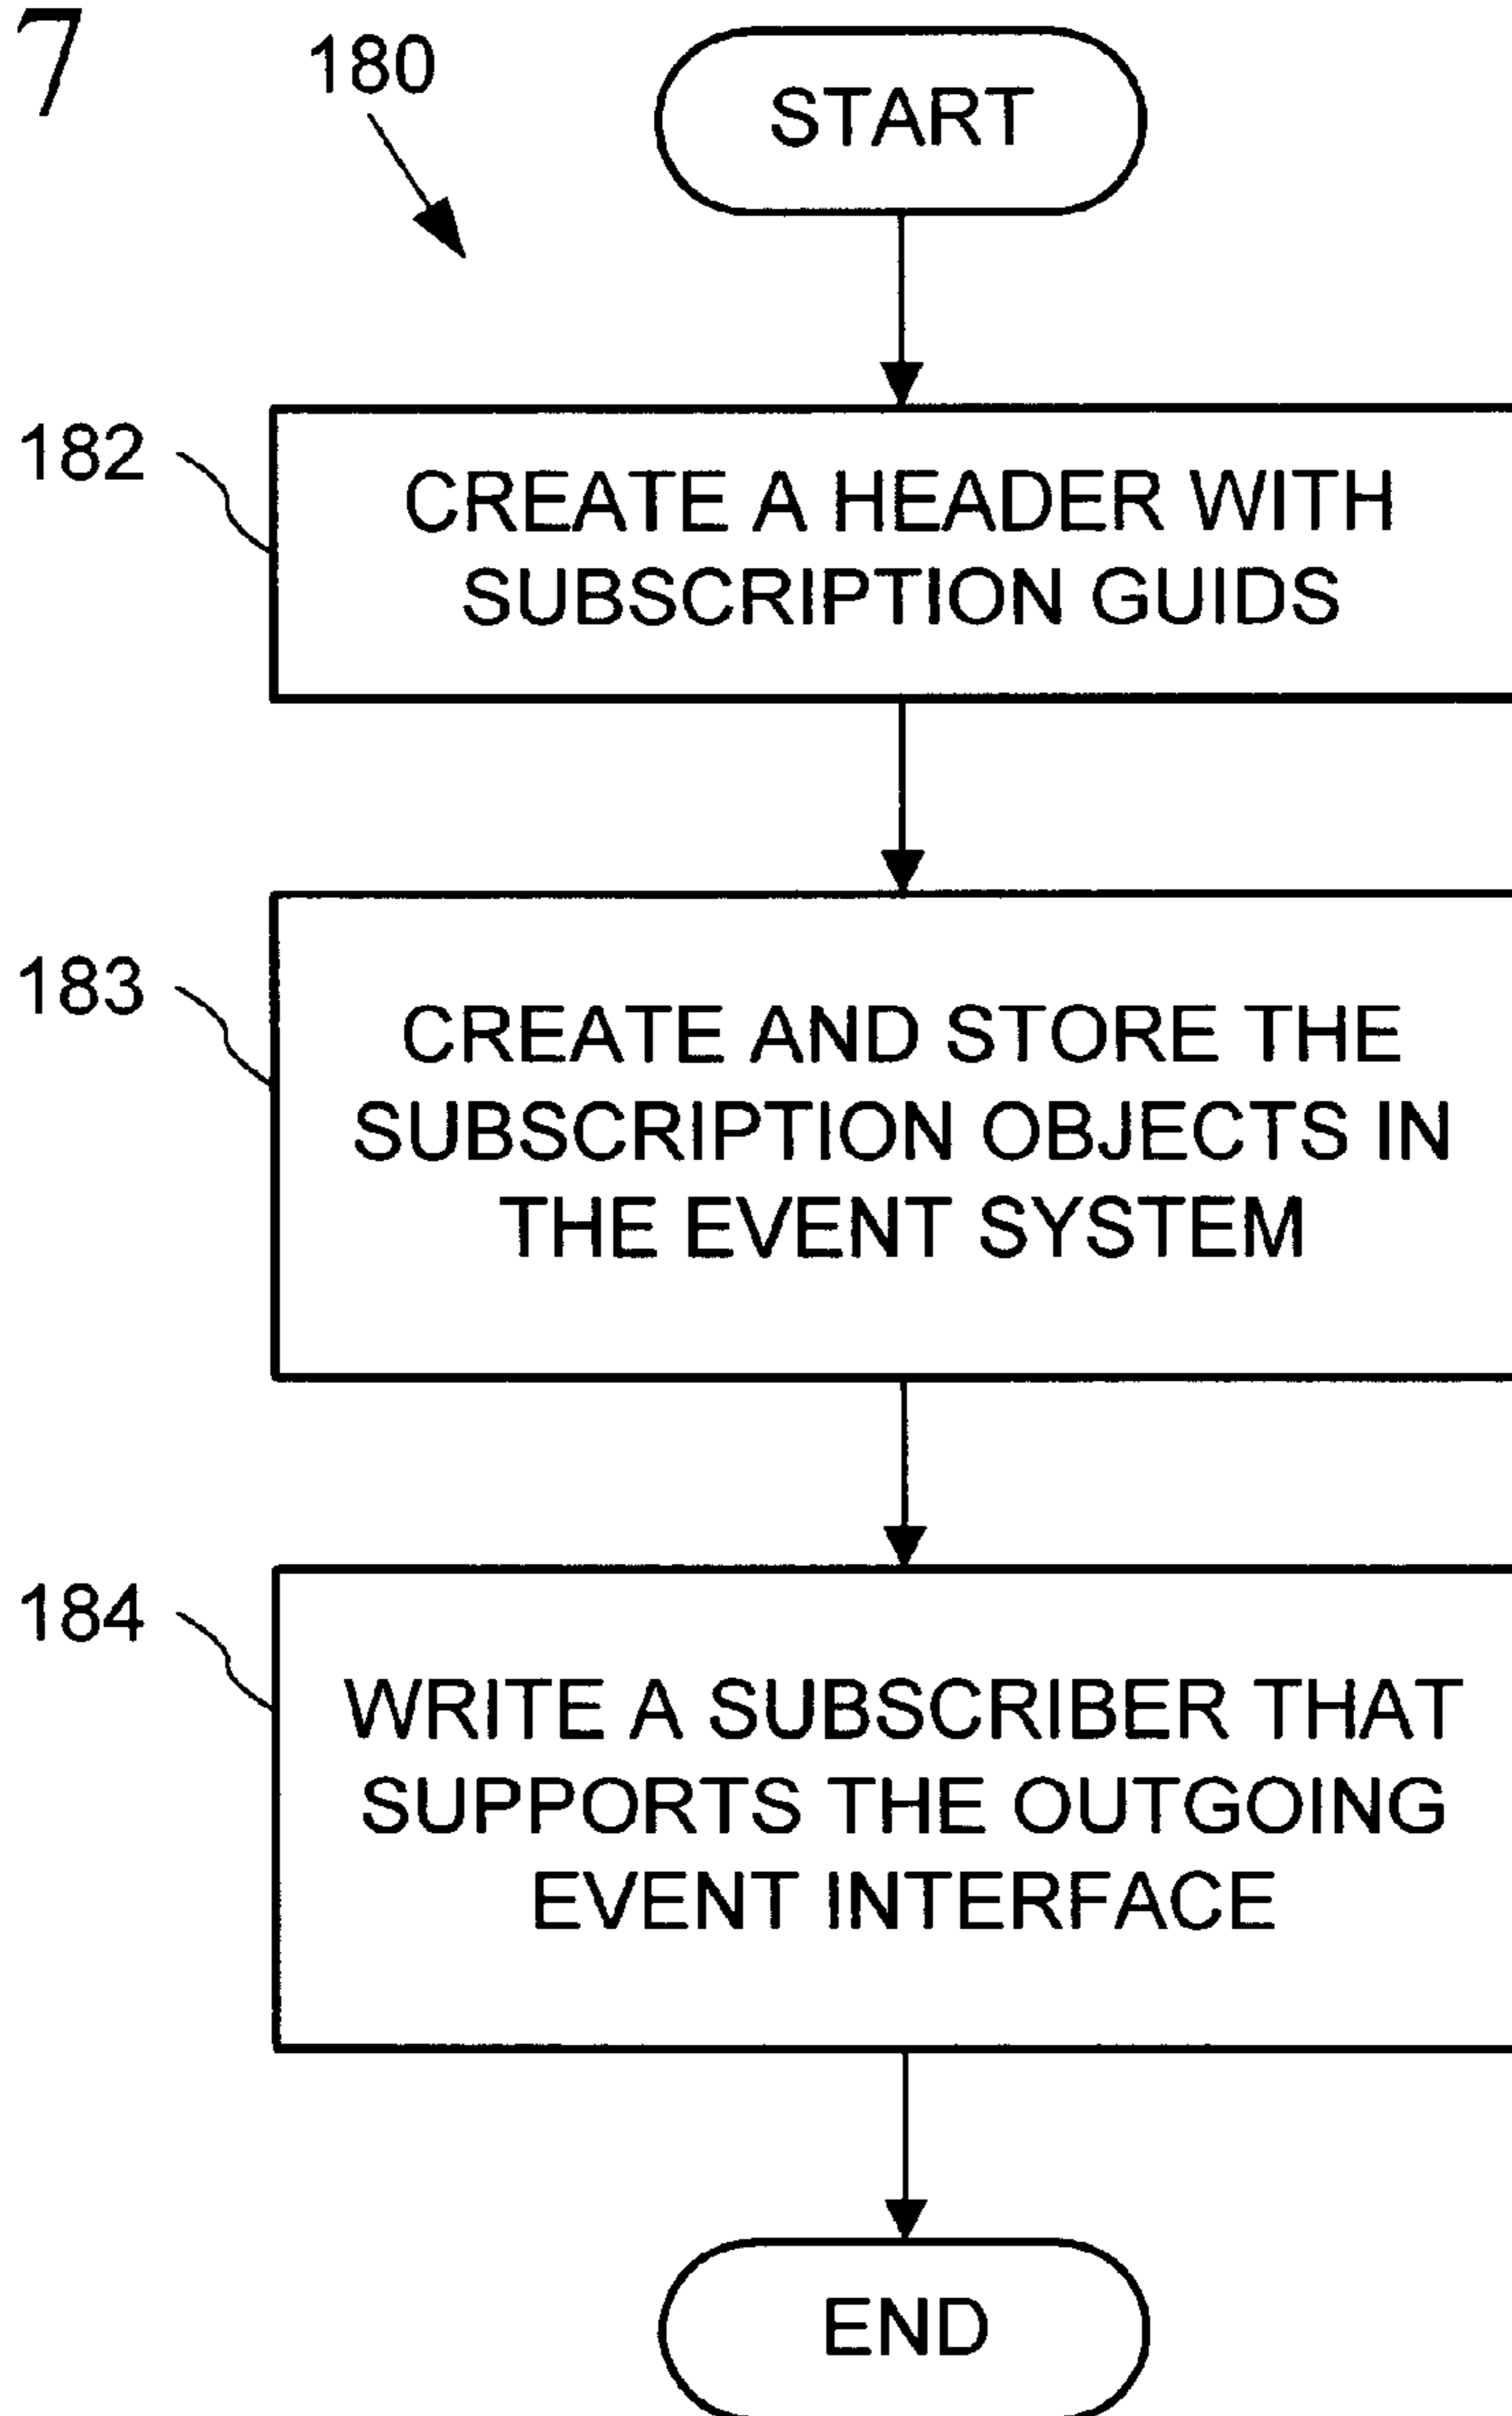 7
180
START
182
CREATE A HEADER WITH
SUBSCRIPTION GUIDS
183
CREATE AND STORE THE
SUBSCRIPTION OBJECTS IN
THE EVENT SYSTEM
184
WRITE A SUBSCRIBER THAT
SUPPORTS THE OUTGOING
EVENT INTERFACE
END